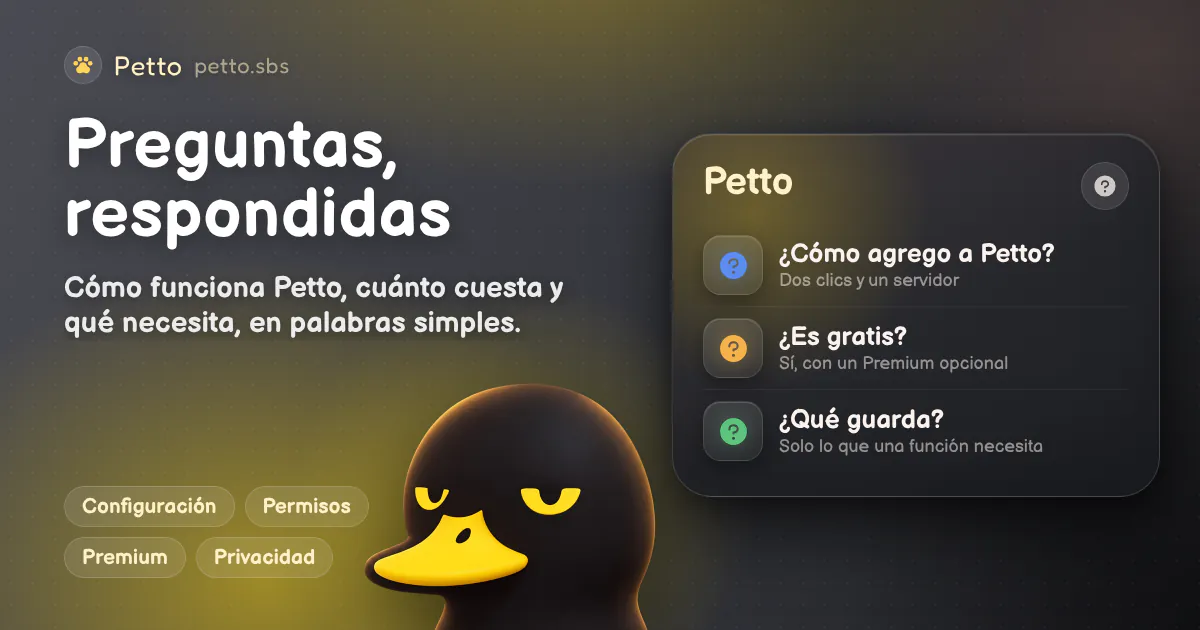 Petto petto.sbs
Preguntas,
respondidas
Cómo funciona Petto, cuánto cuesta y
qué necesita, en palabras simples.
Configuración
Permisos
Premium
Privacidad
Petto
?
?
¿Cómo agrego a Petto?
Dos clics y un servidor
?
¿Es gratis?
Sí, con un Premium opcional
?
¿Qué guarda?
Solo lo que una función necesita